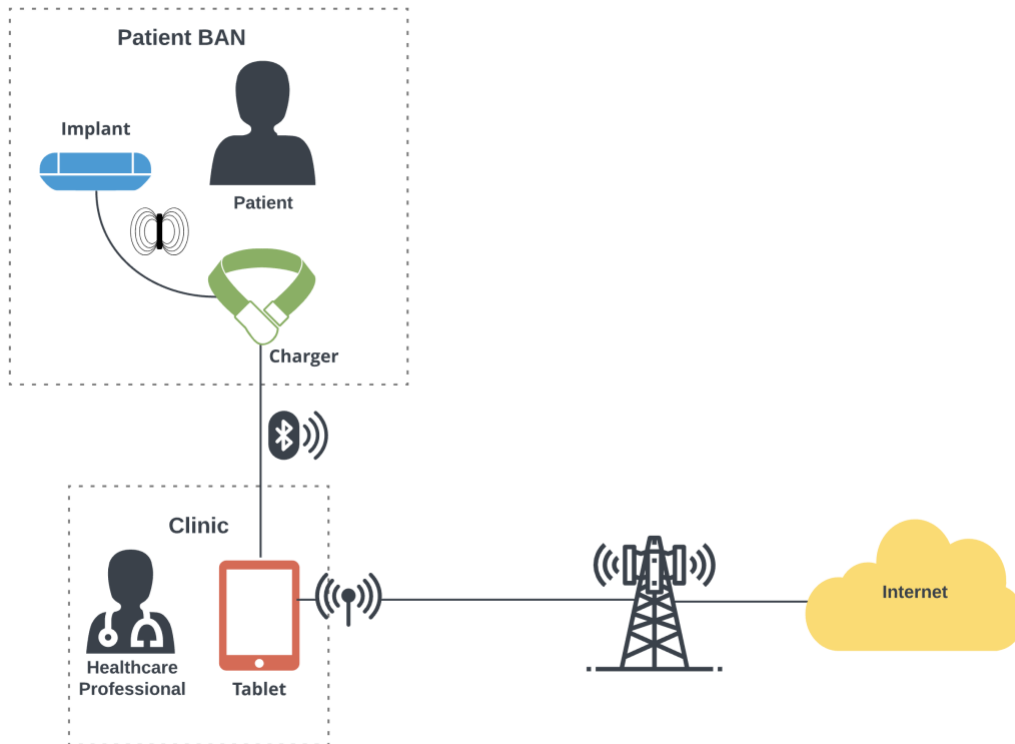 Patient BAN
Implant
Patient
Charger
Clinic
Internet
Healthcare
Professional
Tablet